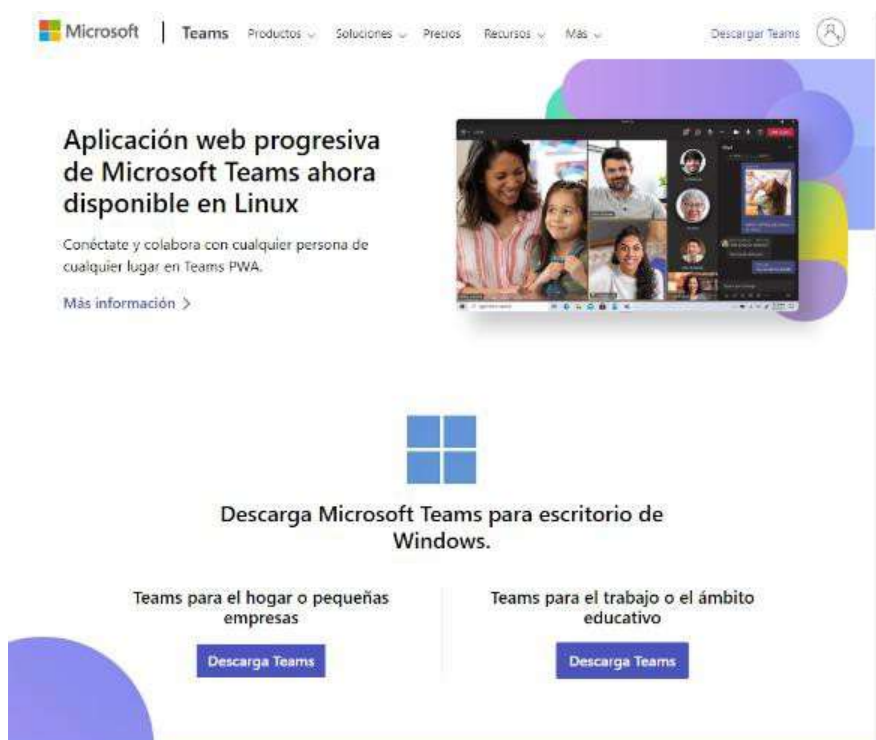 Microsoft | Teams Productos Soluciones Precios Recursos Más Descargar Teams
Aplicación web progresiva
de Microsoft Teams ahora
disponible en Linux
Conéctate y colabora con cualquier persona de
cualquier lugar en Teams PWA.
Más información >
Descarga Microsoft Teams para escritorio de
Windows.
Teams para el hogar o pequeñas
empresas
Descarga Teams
Teams para el trabajo o el ámbito
educativo
Descarga Teams